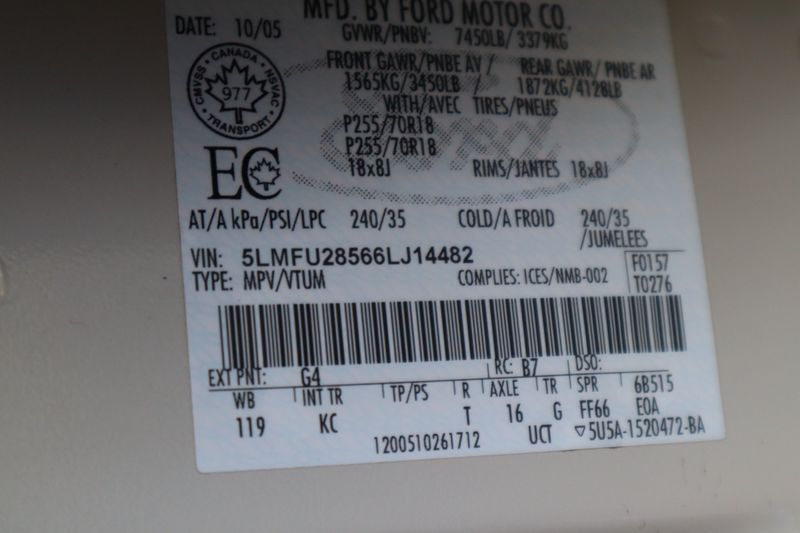 MFD. BY FORD MOTOR CO.
DATE: 10/05 GVWR/PNBV: 7450LB/ 3379KG
FRONT GAWR/PNBE AV/ REAR GAWR/ PNBE AR
1565KG/3450LB 1872KG/4128LB
WITH/AVEC TIRES/PNEUS
P255/70R18
P255/70R18
18x8J RIMS/JANTES 18x8J
CMVSS • CANADA • NSVAC
977
• TRANSPORT •
EC
AT/A kPa/PSI/LPC 240/35 COLD/A FROID 240/35
/JUMELEES
VIN: 5LMFU28566LJ14482 F0157
TYPE: MPV/VTUM COMPLIES: ICES/NMB-002 T0276
EXT PNT: G4 RC: B7 DSO:
WB INT TR TP/PS R AXLE TR SPR 6B515
119 KC T 16 G FF66 E0A
1200510261712 UCT ▽5U5A-1520472-BA